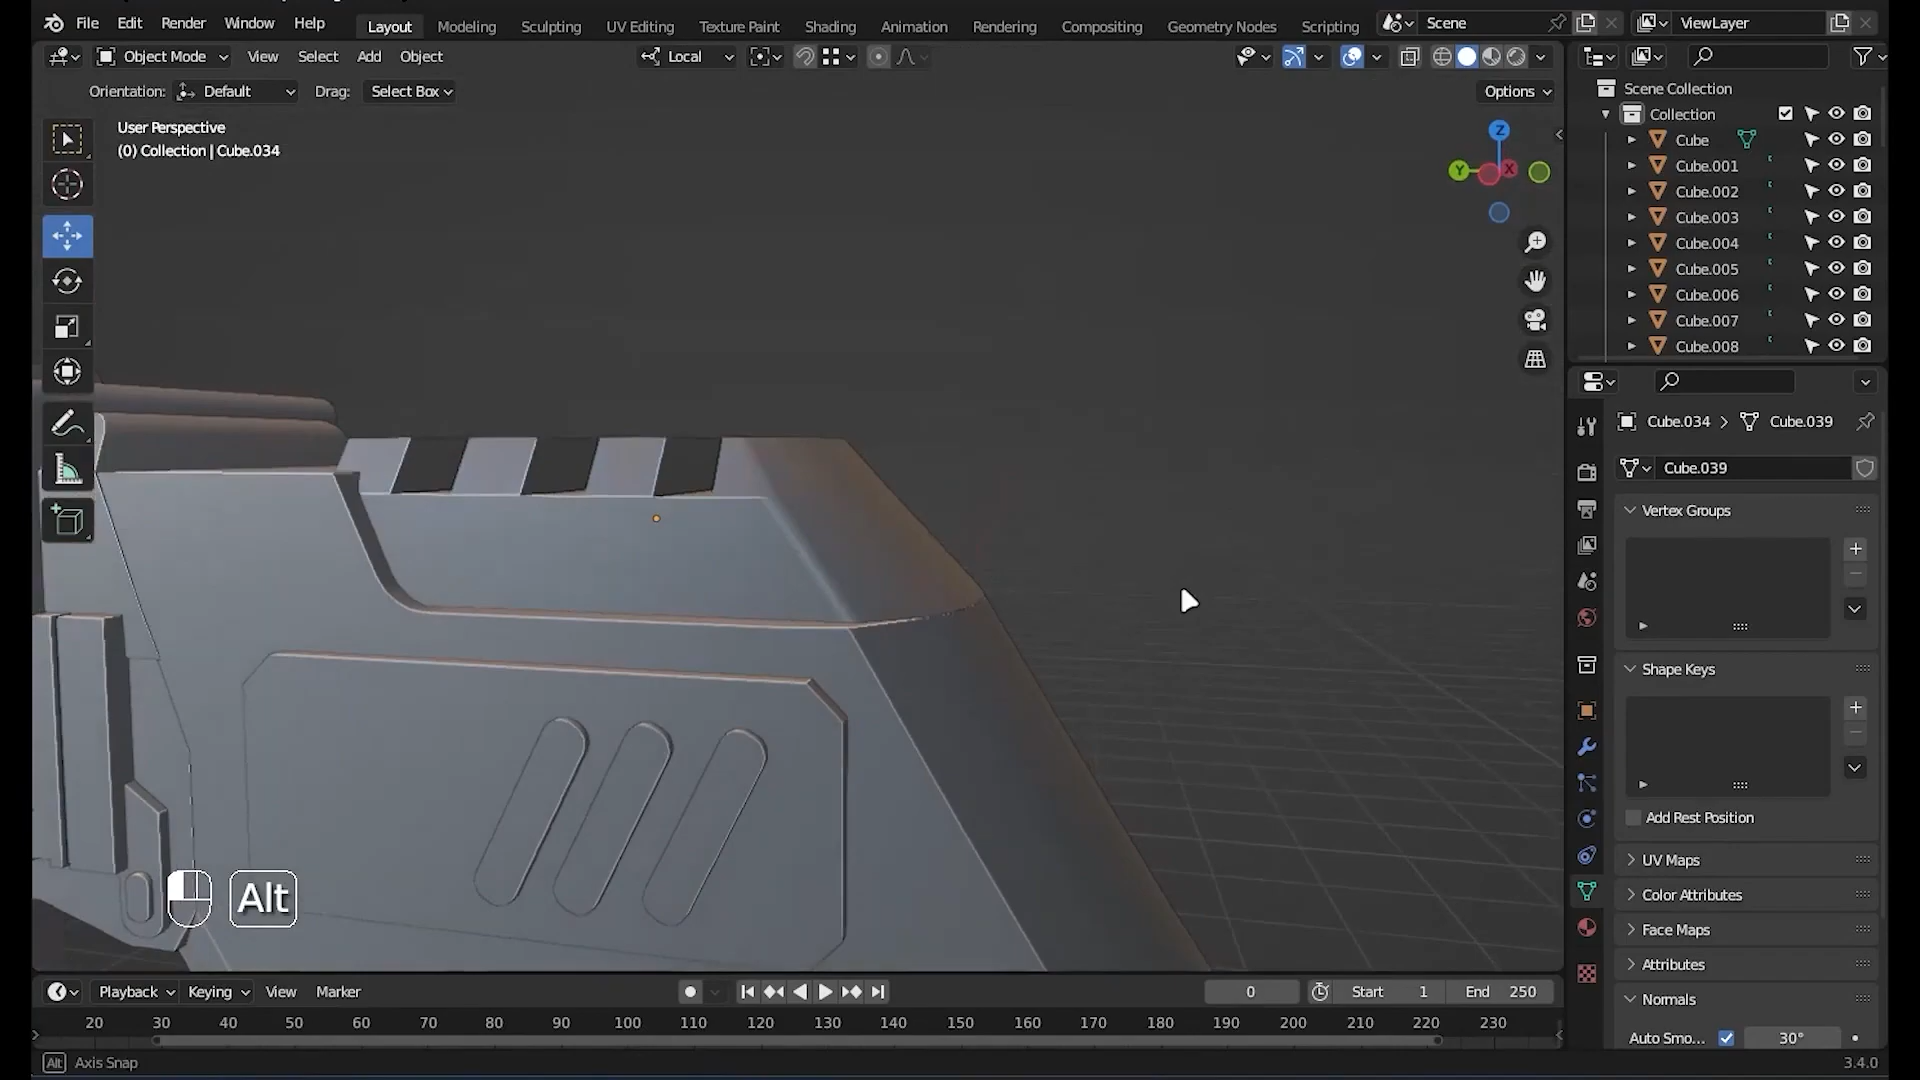 File Edit Render Window Help Layout Modeling Sculpting UV Editing Texture Paint Shading Animation Rendering Compositing Geometry Nodes Scripting Scene ViewLayer
Object Mode View Select Add Object Local
Orientation: Default Drag: Select Box Options
User Perspective
(0) Collection | Cube.034
Z
Y
X
Scene Collection
Collection
Cube
Cube.001
Cube.002
Cube.003
Cube.004
Cube.005
Cube.006
Cube.007
Cube.008
Cube.034 > Cube.039
Cube.039
Vertex Groups
Shape Keys
Add Rest Position
UV Maps
Color Attributes
Face Maps
Attributes
Normals
Auto Smo... 30°
Alt
Playback Keying View Marker 0 Start 1 End 250
20 30 40 50 60 70 80 90 100 110 120 130 140 150 160 170 180 190 200 210 220 230
Alt Axis Snap 3.4.0